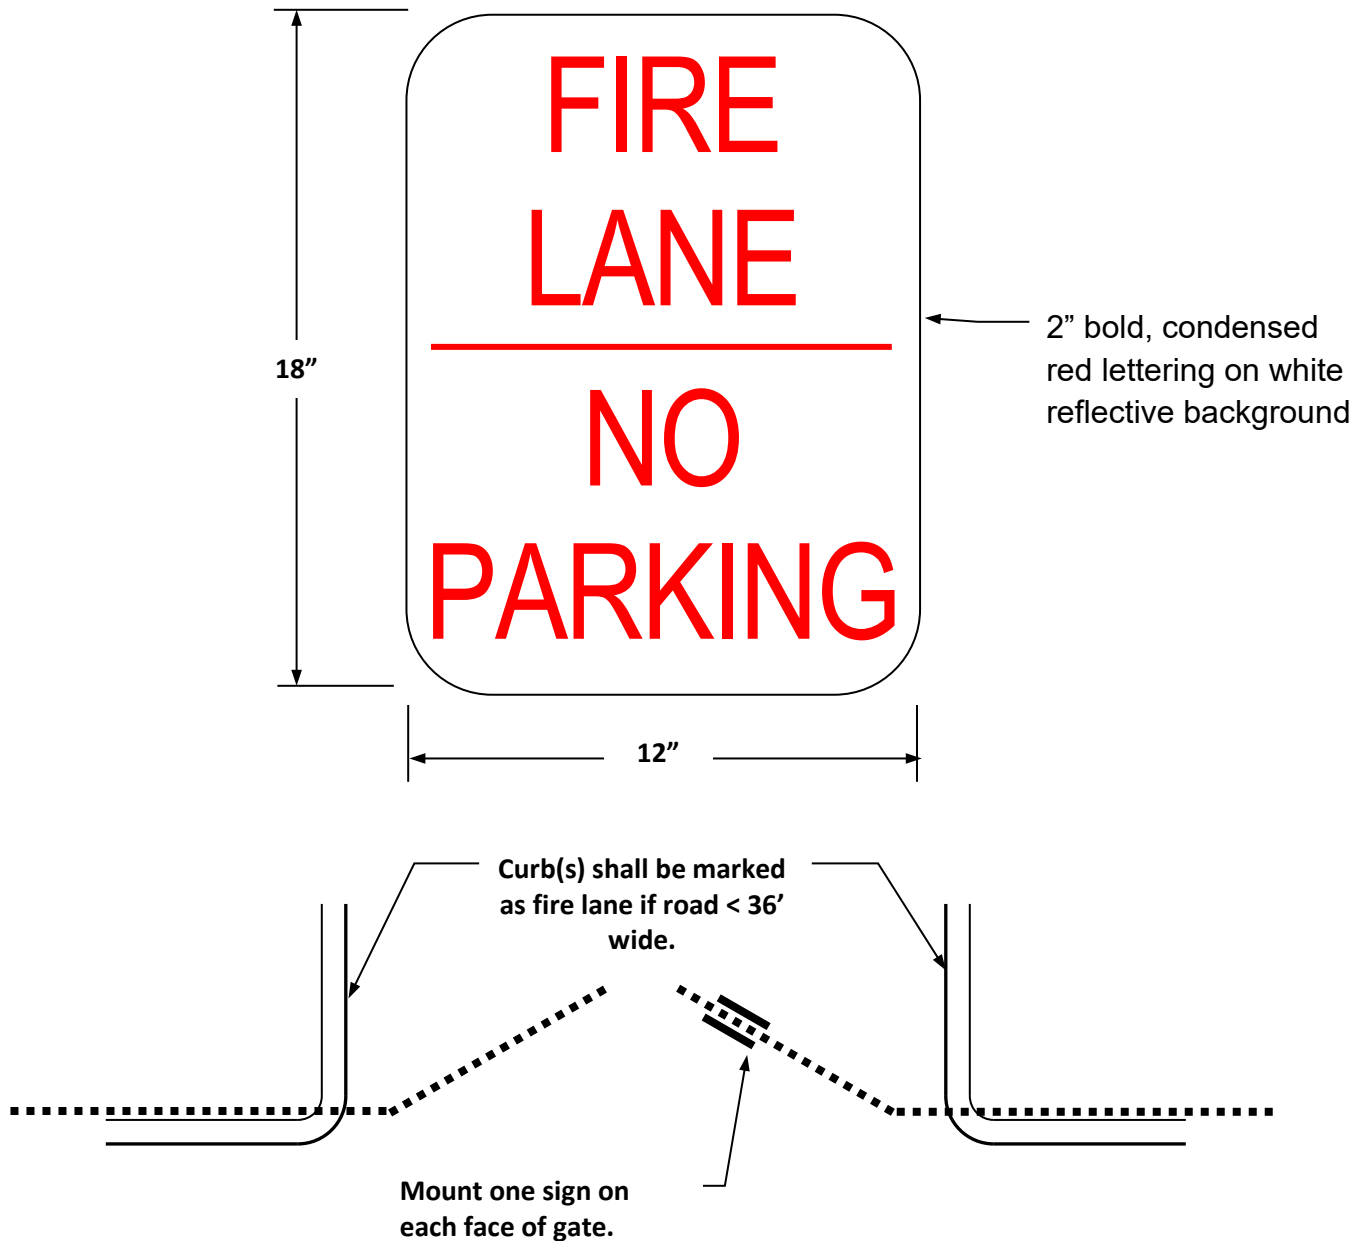 FIRE
LANE
NO
PARKING
18”
2” bold, condensed
red lettering on white
reflective background
12”
Curb(s) shall be marked
as fire lane if road < 36’
wide.
Mount one sign on
each face of gate.